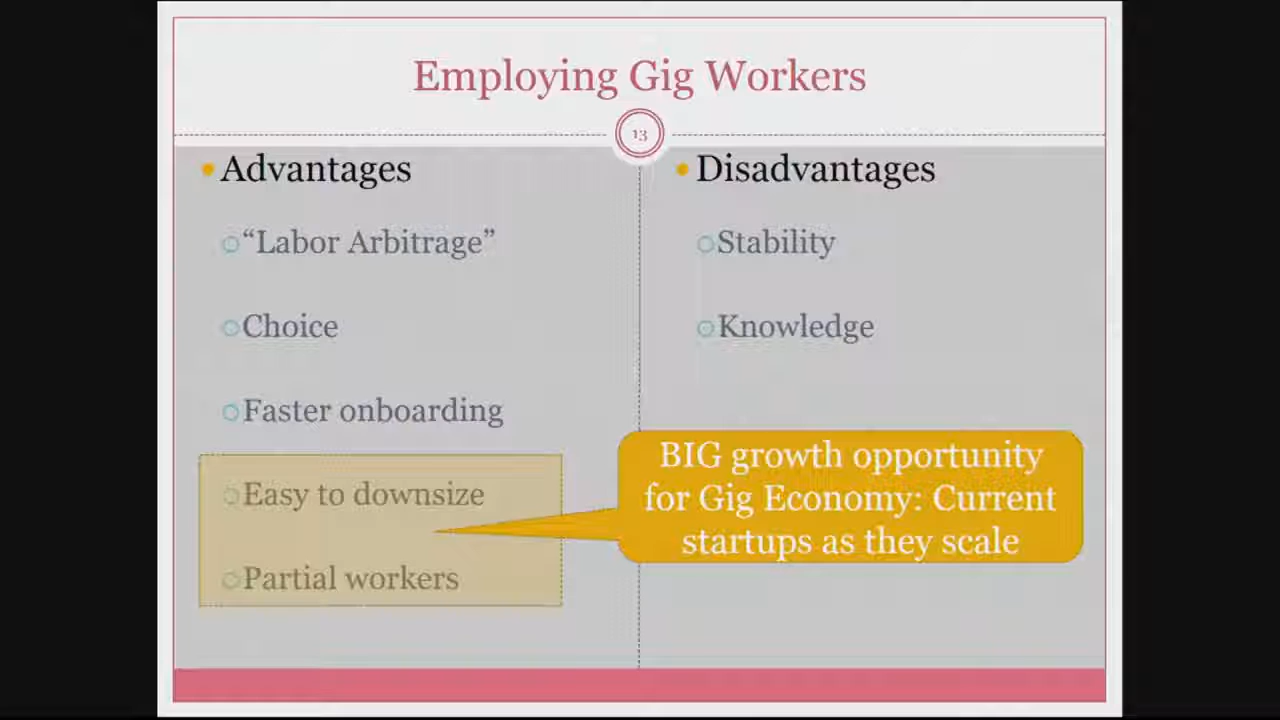 Employing Gig Workers
13
Advantages
"Labor Arbitrage"
Choice
Faster onboarding
Easy to downsize
Partial workers
Disadvantages
Stability
Knowledge
BIG growth opportunity
for Gig Economy: Current
startups as they scale